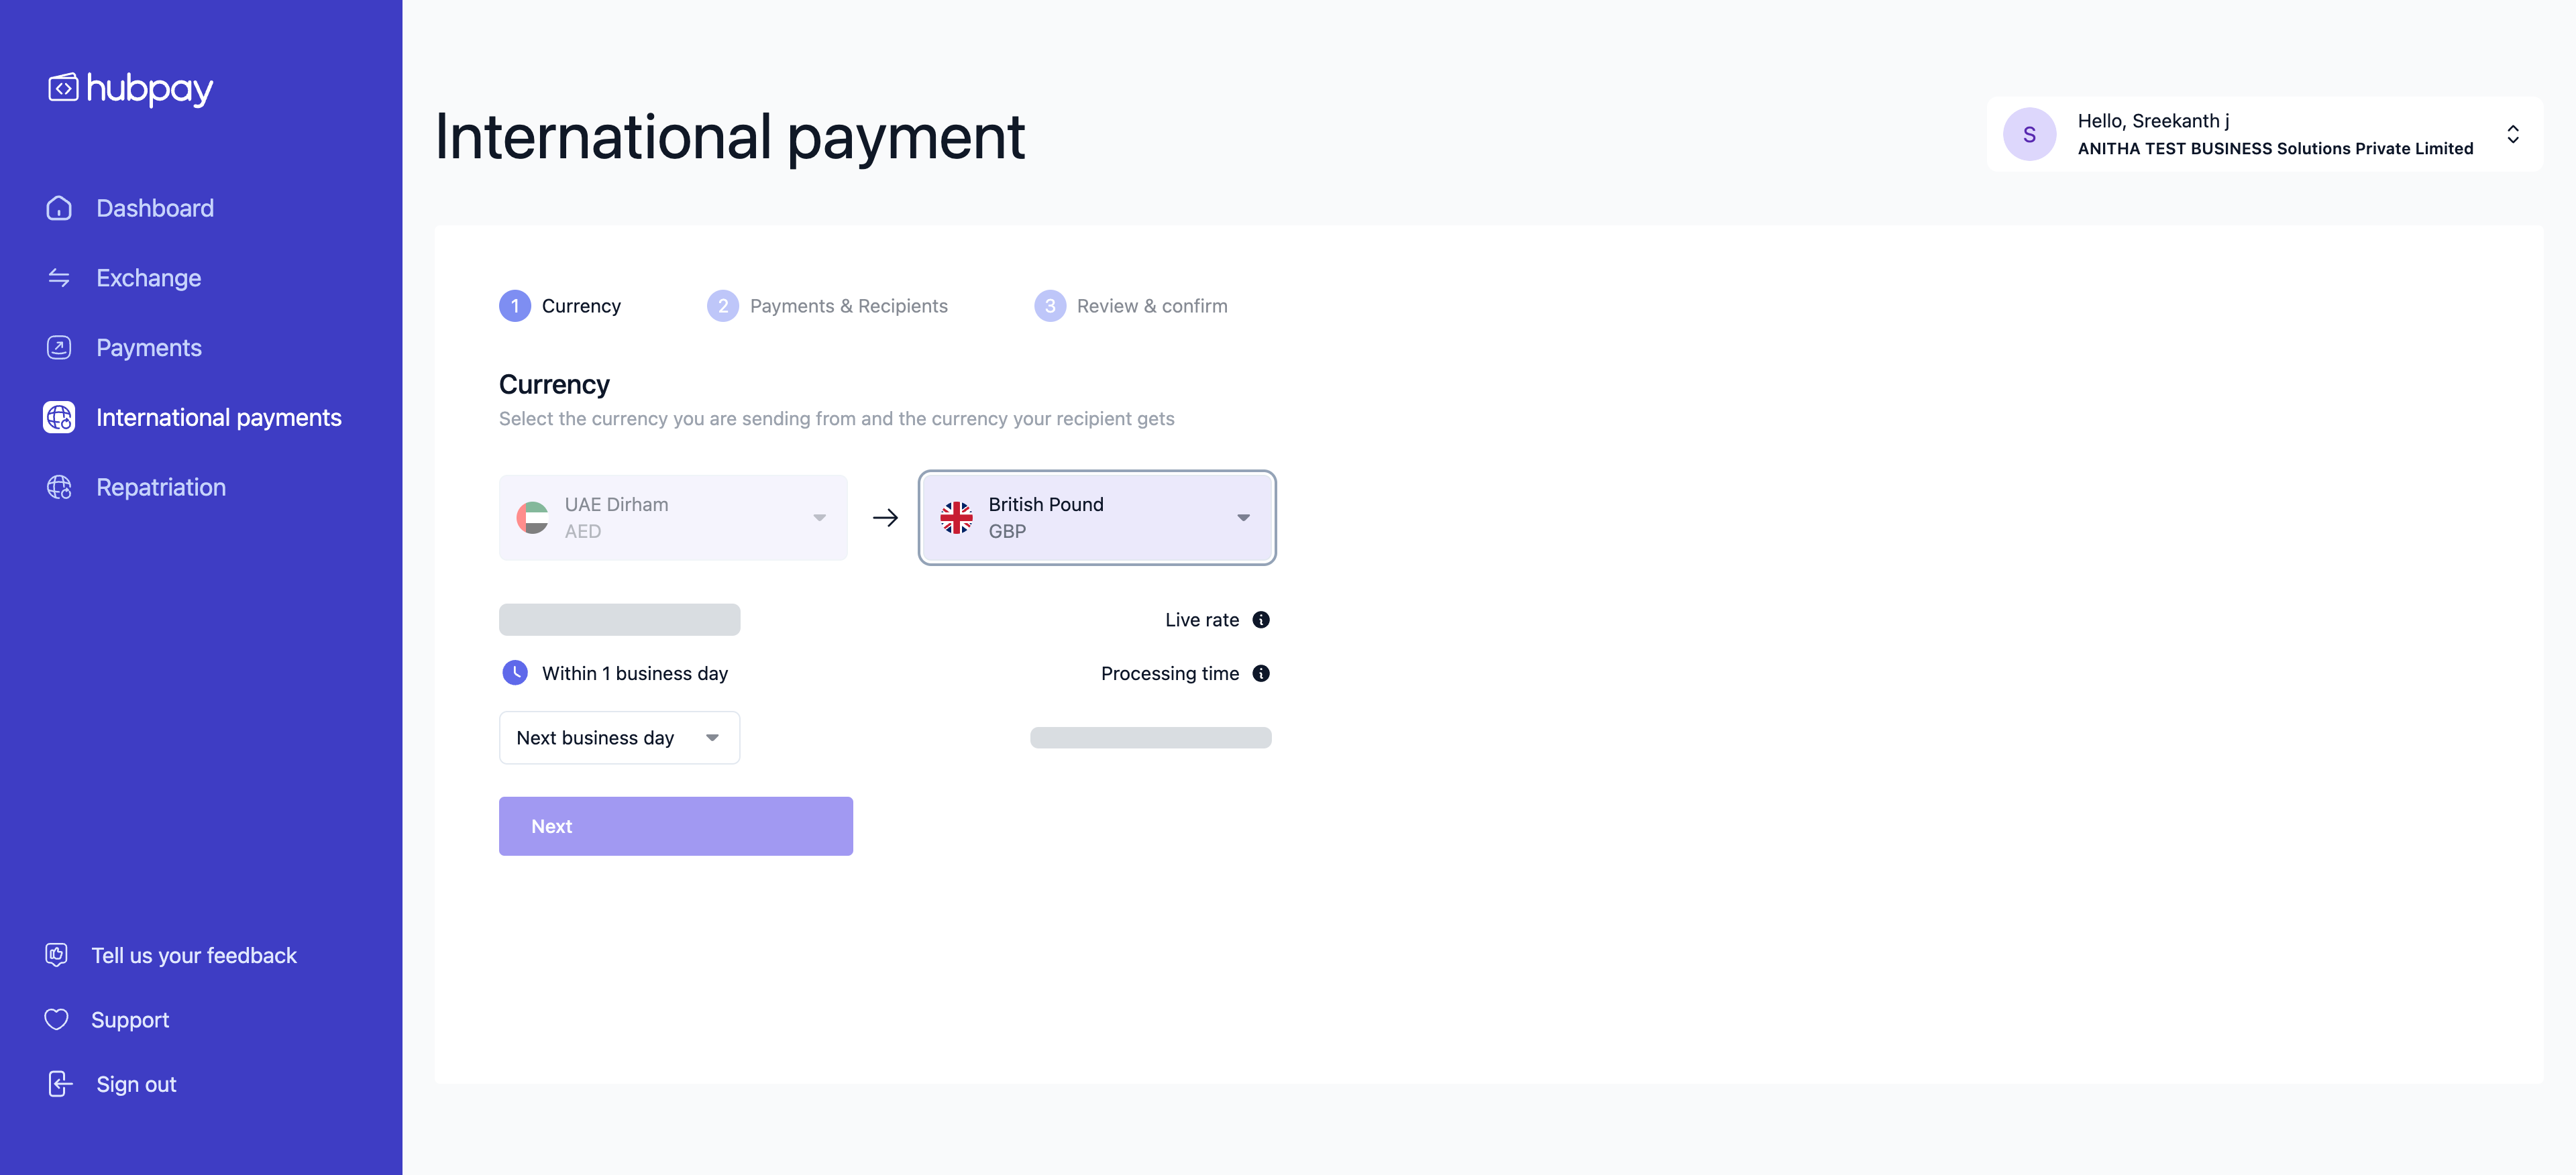 hubpay
Dashboard
Exchange
Payments
International payments
Repatriation
Tell us your feedback
Support
Sign out
International payment
S
Hello, Sreekanth j
ANITHA TEST BUSINESS Solutions Private Limited
1 Currency
2 Payments & Recipients
3 Review & confirm
Currency
Select the currency you are sending from and the currency your recipient gets
UAE Dirham
AED
British Pound
GBP
Live rate
Within 1 business day
Processing time
Next business day
Next